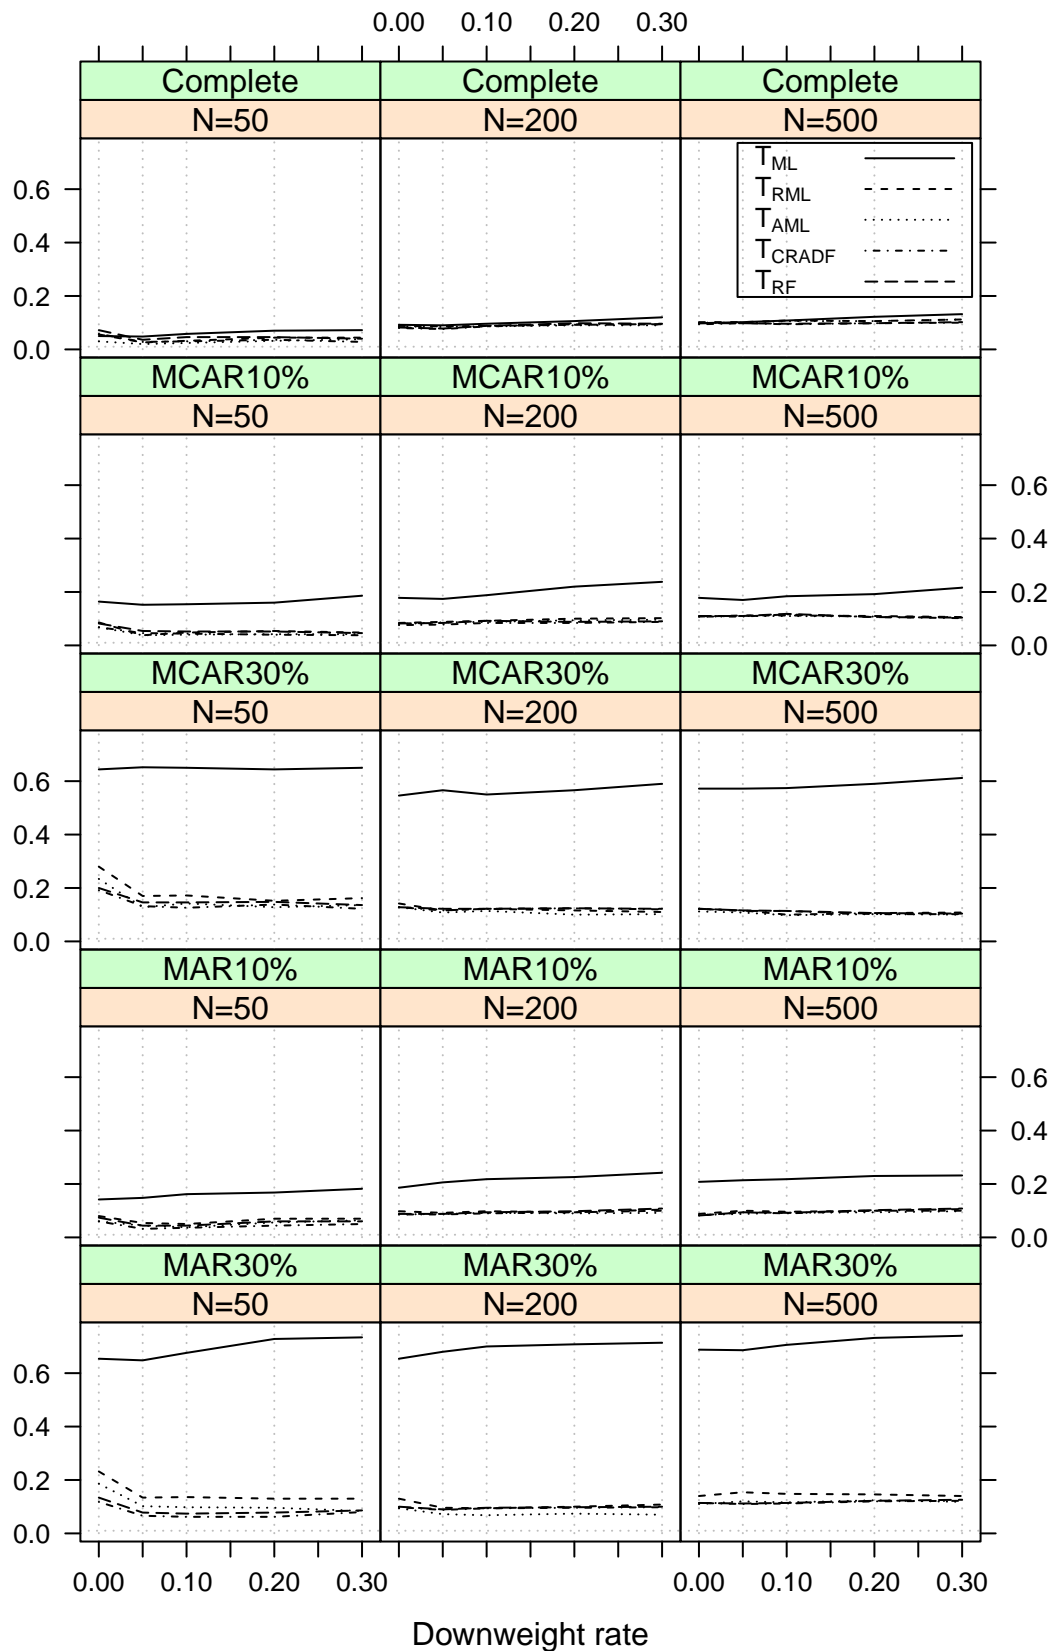 0.00 0.10 0.20 0.30
Complete Complete Complete
N=50 N=200 N=500
T_ML
0.6
T_RML
T_AML
0.4
T_CRADF
T_RF
0.2
0.0
MCAR10% MCAR10% MCAR10%
N=50 N=200 N=500
0.6
0.4
0.2
0.0
MCAR30% MCAR30% MCAR30%
N=50 N=200 N=500
0.6
0.4
0.2
0.0
MAR10% MAR10% MAR10%
N=50 N=200 N=500
0.6
0.4
0.2
0.0
MAR30% MAR30% MAR30%
N=50 N=200 N=500
0.6
0.4
0.2
0.0
0.00 0.10 0.20 0.30 0.00 0.10 0.20 0.30
Downweight rate